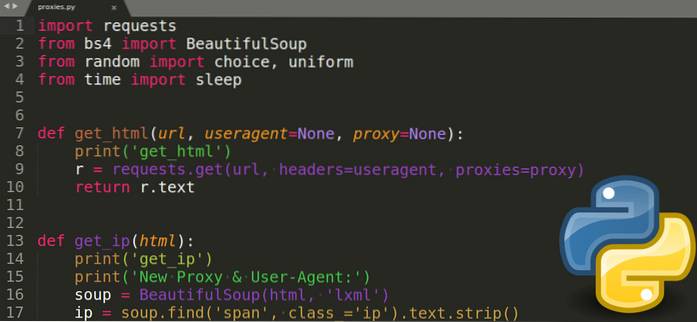 proxies.py
1 import requests
2 from bs4 import BeautifulSoup
3 from random import choice, uniform
4 from time import sleep
5
6
7 def get_html(url, useragent=None, proxy=None):
8     print('get_html')
9     r = requests.get(url, headers=useragent, proxies=proxy)
10     return r.text
11
12
13 def get_ip(html):
14     print('get_ip')
15     print('New Proxy & User-Agent:')
16     soup = BeautifulSoup(html, 'lxml')
17     ip = soup.find('span', class_='ip').text.strip()